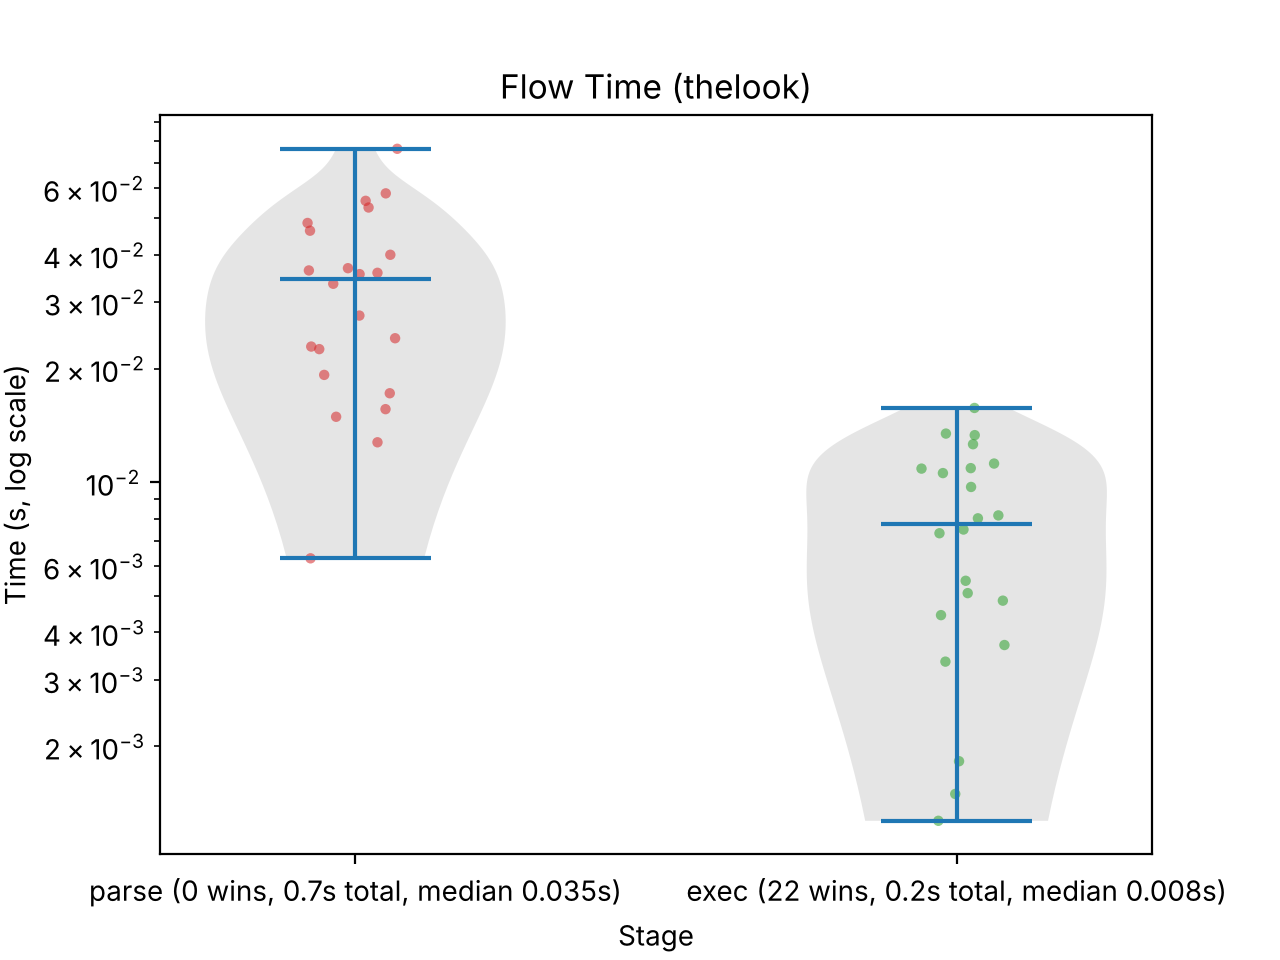 Flow Time (thelook)
Time (s, log scale)
6 × 10⁻²
4 × 10⁻²
3 × 10⁻²
2 × 10⁻²
10⁻²
6 × 10⁻³
4 × 10⁻³
3 × 10⁻³
2 × 10⁻³
parse (0 wins, 0.7s total, median 0.035s)
exec (22 wins, 0.2s total, median 0.008s)
Stage